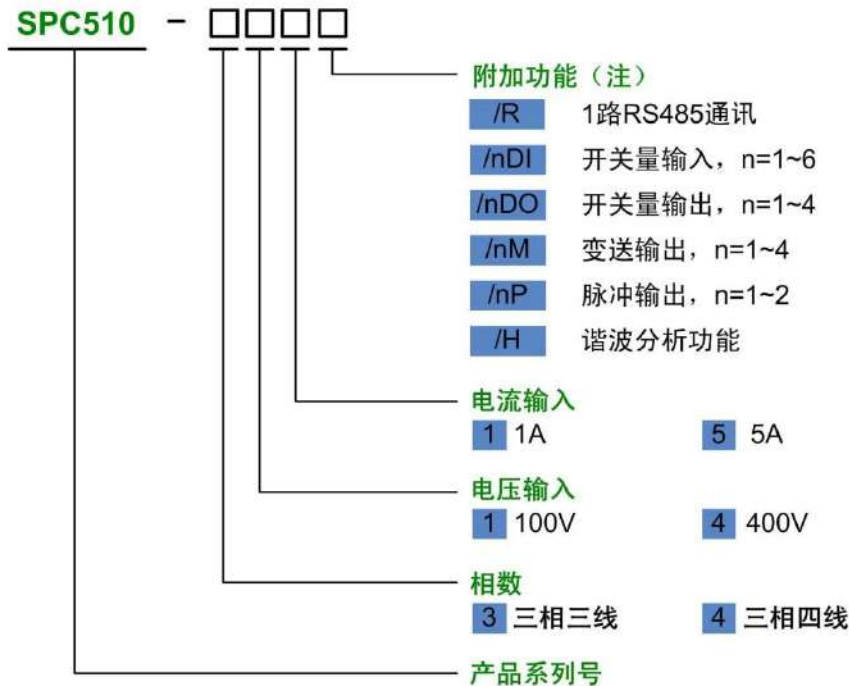 SPC510 - □□□□
附加功能（注）
/R 1路RS485通讯
/nDI 开关量输入，n=1~6
/nDO 开关量输出，n=1~4
/nM 变送输出，n=1~4
/nP 脉冲输出，n=1~2
/H 谐波分析功能
电流输入
1 1A 5 5A
电压输入
1 100V 4 400V
相数
3 三相三线 4 三相四线
产品系列号